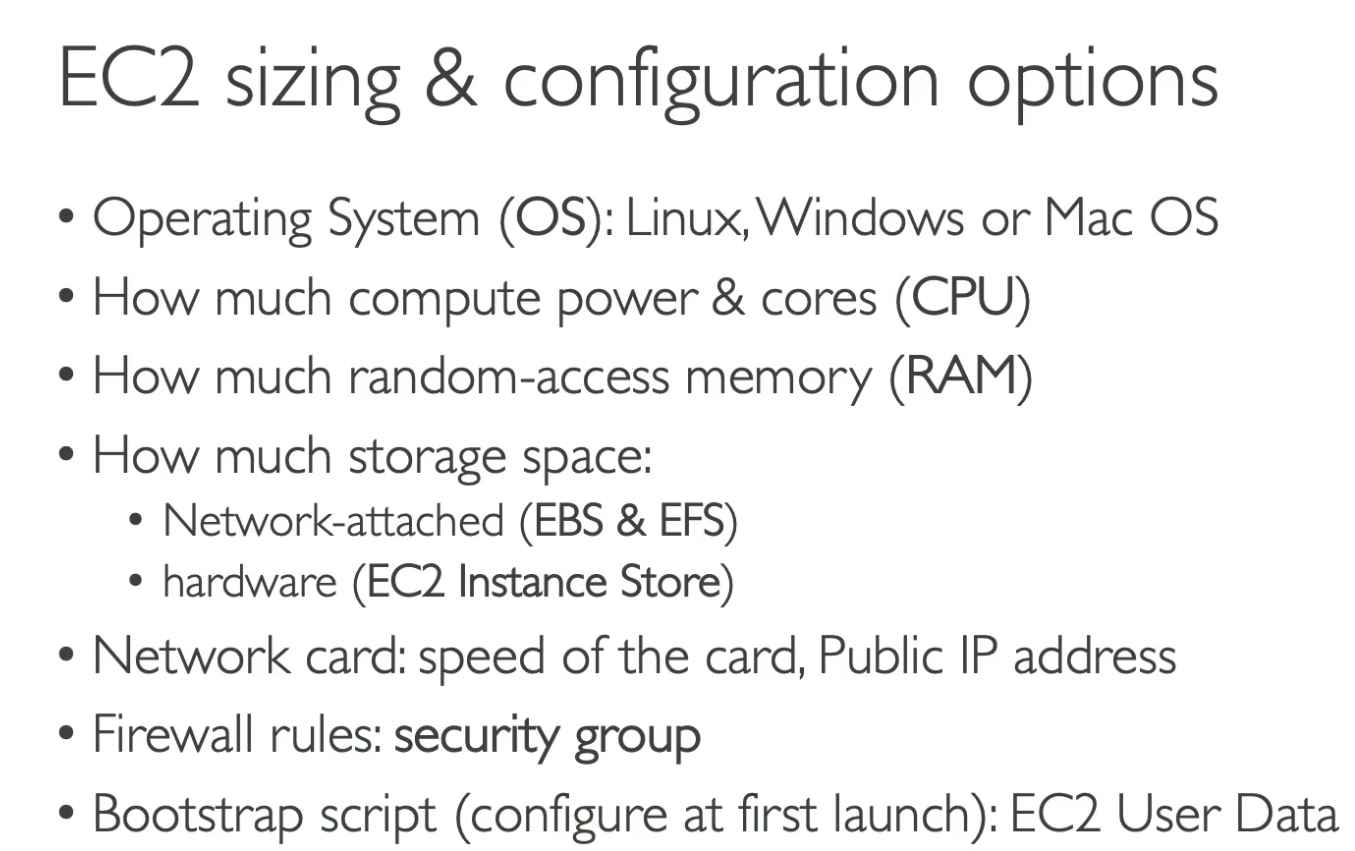 EC2 sizing & configuration options
• Operating System (OS): Linux, Windows or Mac OS
• How much compute power & cores (CPU)
• How much random-access memory (RAM)
• How much storage space:
• Network-attached (EBS & EFS)
• hardware (EC2 Instance Store)
• Network card: speed of the card, Public IP address
• Firewall rules: security group
• Bootstrap script (configure at first launch): EC2 User Data